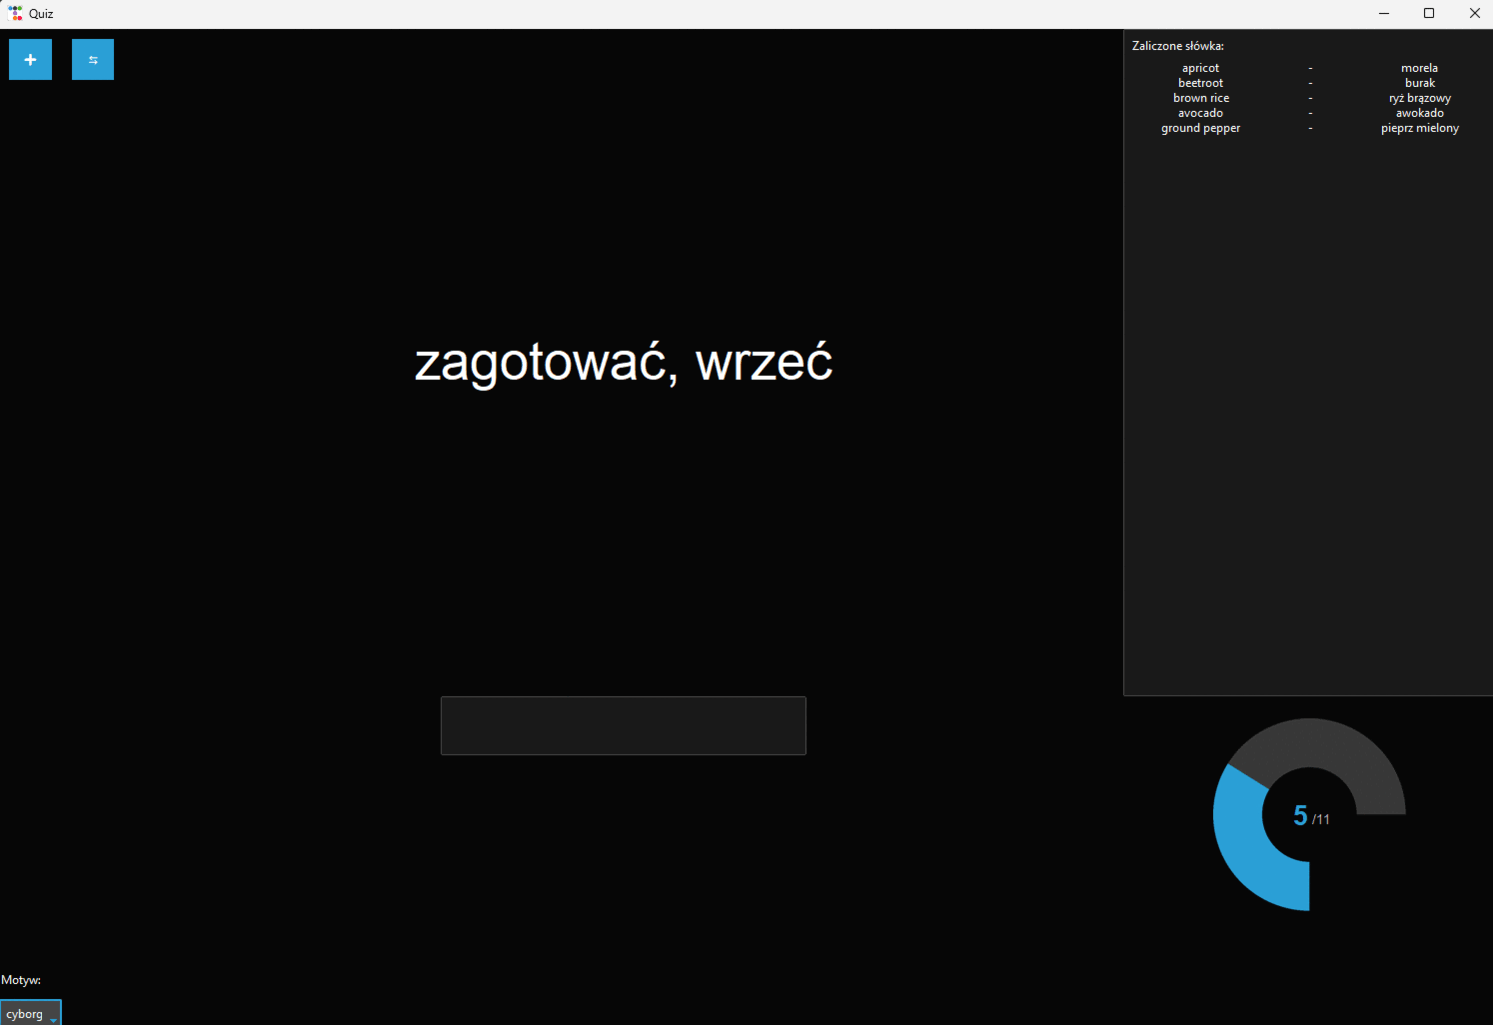 Quiz
Zaliczone słówka:
apricot - morela
beetroot - burak
brown rice - ryż brązowy
avocado - awokado
ground pepper - pieprz mielony
zagotować, wrzeć
5 /11
Motyw:
cyborg